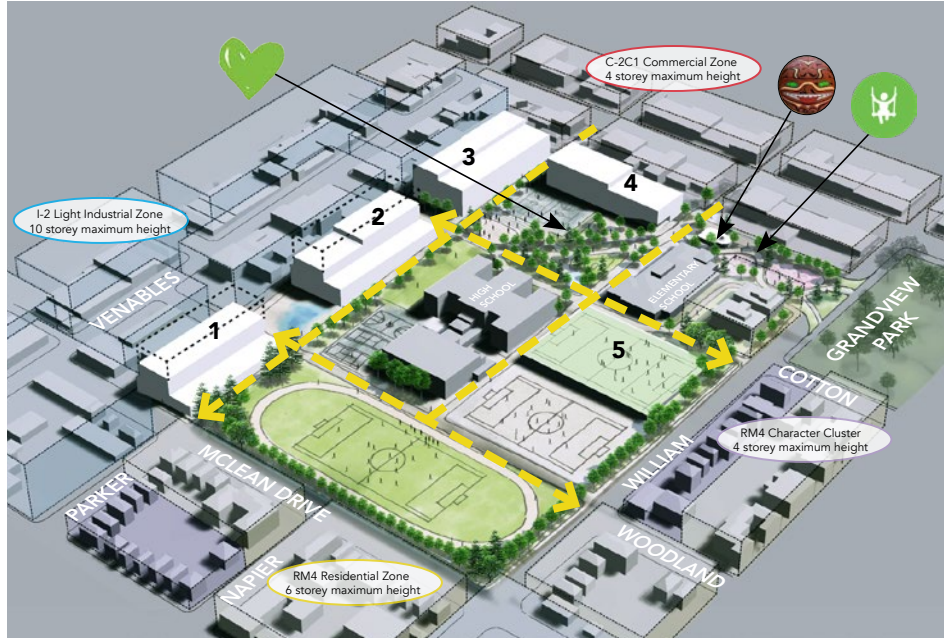 C-2C1 Commercial Zone
4 storey maximum height
3
4
I-2 Light Industrial Zone
10 storey maximum height
2
VENABLES
HIGH
SCHOOL
ELEMENTARY
SCHOOL
GRANDVIEW
PARK
1
5
COTTON
RM4 Character Cluster
4 storey maximum height
WILLIAM
MCLEAN DRIVE
PARKER
WOODLAND
NAPIER
RM4 Residential Zone
6 storey maximum height